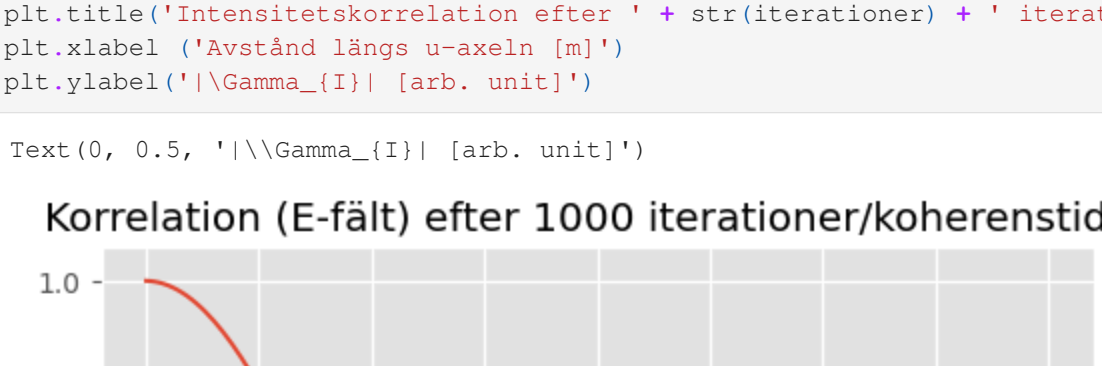 plt.title('Intensitetskorrelation efter ' + str(iterationer) + ' iterat
plt.xlabel ('Avstånd längs u-axeln [m]')
plt.ylabel('|\Gamma_{I}| [arb. unit]')
Text(0, 0.5, '|\\Gamma_{I}| [arb. unit]')
Korrelation (E-fält) efter 1000 iterationer/koherenstid
1.0